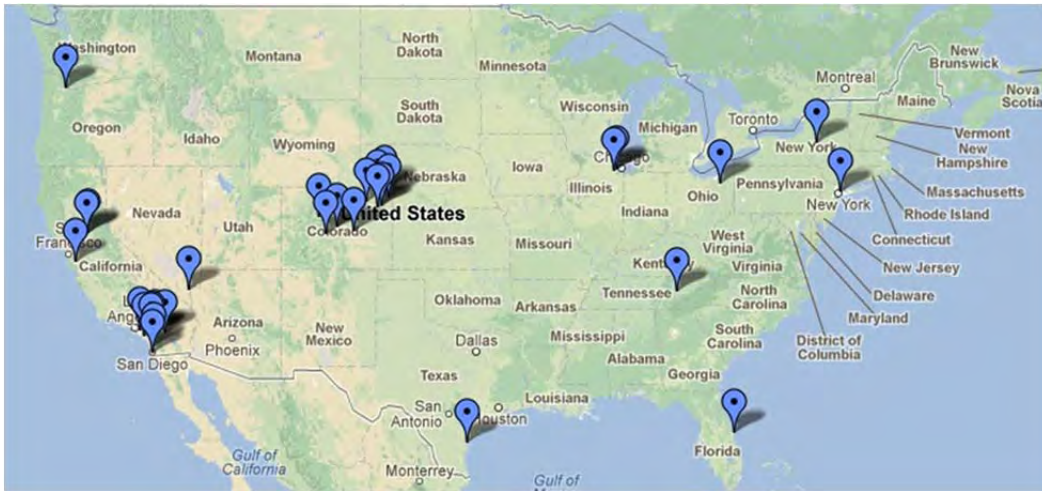 Washington
Montana
North
Dakota
Minnesota
Montreal
New
Brunswick
Maine
Nova
Scotia
Oregon
Idaho
South
Dakota
Wisconsin
Michigan
Toronto
Vermont
New
Hampshire
Wyoming
New York
Iowa
Chicago
Nebraska
Illinois
Ohio
Pennsylvania
Massachusetts
New York
Rhode Island
Connecticut
Nevada
Utah
United States
Colorado
Kansas
Missouri
Indiana
West
Virginia
Francisco
California
Kentucky
Virginia
New Jersey
Delaware
Maryland
District of
Columbia
Tennessee
North
Carolina
Oklahoma
Arkansas
Arizona
Phoenix
New
Mexico
San Diego
Dallas
Mississippi
South
Carolina
Alabama
Georgia
Texas
Louisiana
San
Antonio
Houston
Florida
Gulf of
California
Monterrey
Gulf of